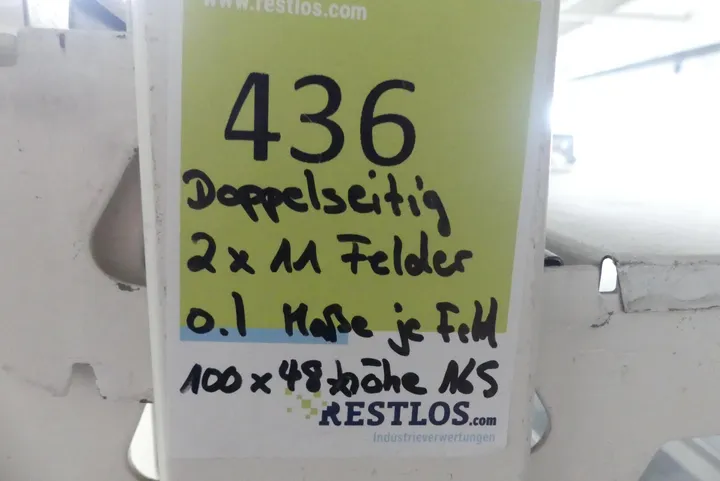 www.restlos.com
436
Doppelseitig
2 x 11 Felder
0.1 Maße je Feld
100 x 48 x Höhe 165
RESTLOS.com
Industrieverwertungen